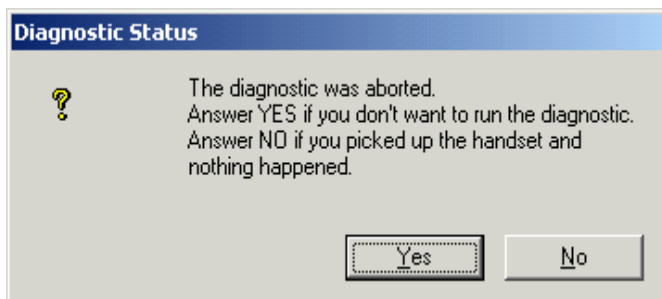 Diagnostic Status
The diagnostic was aborted.
Answer YES if you don't want to run the diagnostic.
Answer NO if you picked up the handset and
nothing happened.
Yes
No